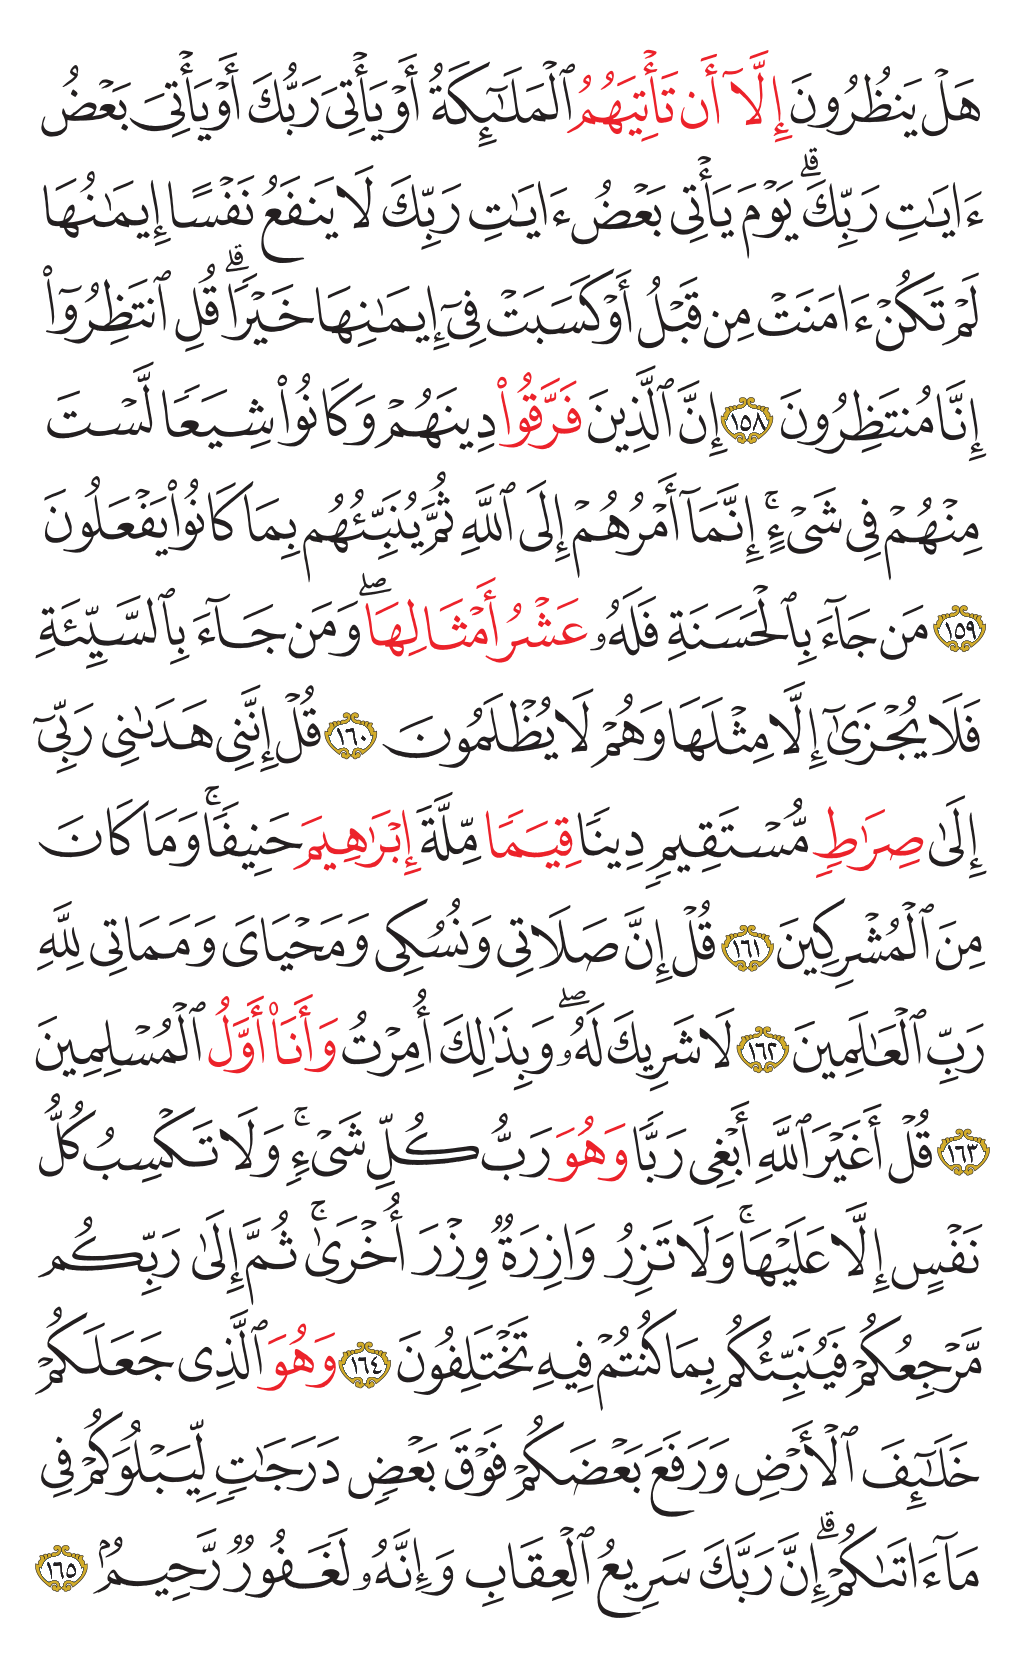 هَلْ يَنظُرُونَ إِلَّآ أَن تَأْتِيَهُمُ ٱلْمَلَـٰٓئِكَةُ أَوْ يَأْتِىَ رَبُّكَ أَوْ يَأْتِىَ بَعْضُ
ءَايَـٰتِ رَبِّكَ ۗ يَوْمَ يَأْتِى بَعْضُ ءَايَـٰتِ رَبِّكَ لَا يَنفَعُ نَفْسًا إِيمَـٰنُهَا
لَمْ تَكُنْ ءَامَنَتْ مِن قَبْلُ أَوْ كَسَبَتْ فِىٓ إِيمَـٰنِهَا خَيْرًا ۗ قُلِ ٱنتَظِرُوٓا۟
إِنَّا مُنتَظِرُونَ ١٥٨ إِنَّ ٱلَّذِينَ فَرَّقُوا۟ دِينَهُمْ وَكَانُوا۟ شِيَعًا لَّسْتَ
مِنْهُمْ فِى شَىْءٍ ۚ إِنَّمَآ أَمْرُهُمْ إِلَى ٱللَّهِ ثُمَّ يُنَبِّئُهُم بِمَا كَانُوا۟ يَفْعَلُونَ
١٥٩ مَن جَآءَ بِٱلْحَسَنَةِ فَلَهُۥ عَشْرُ أَمْثَالِهَا ۖ وَمَن جَآءَ بِٱلسَّيِّئَةِ
فَلَا يُجْزَىٰٓ إِلَّا مِثْلَهَا وَهُمْ لَا يُظْلَمُونَ ١٦٠ قُلْ إِنَّنِى هَدَىٰنِى رَبِّىٓ
إِلَىٰ صِرَٰطٍ مُّسْتَقِيمٍ دِينًا قِيَمًا مِّلَّةَ إِبْرَٰهِيمَ حَنِيفًا ۚ وَمَا كَانَ
مِنَ ٱلْمُشْرِكِينَ ١٦١ قُلْ إِنَّ صَلَاتِى وَنُسُكِى وَمَحْيَاىَ وَمَمَاتِى لِلَّهِ
رَبِّ ٱلْعَـٰلَمِينَ ١٦٢ لَا شَرِيكَ لَهُۥ ۖ وَبِذَٰلِكَ أُمِرْتُ وَأَنَا۠ أَوَّلُ ٱلْمُسْلِمِينَ
١٦٣ قُلْ أَغَيْرَ ٱللَّهِ أَبْغِى رَبًّا وَهُوَ رَبُّ كُلِّ شَىْءٍ ۚ وَلَا تَكْسِبُ كُلُّ
نَفْسٍ إِلَّا عَلَيْهَا ۚ وَلَا تَزِرُ وَازِرَةٌ وِزْرَ أُخْرَىٰ ۚ ثُمَّ إِلَىٰ رَبِّكُم
مَّرْجِعُكُمْ فَيُنَبِّئُكُم بِمَا كُنتُمْ فِيهِ تَخْتَلِفُونَ ١٦٤ وَهُوَ ٱلَّذِى جَعَلَكُمْ
خَلَـٰٓئِفَ ٱلْأَرْضِ وَرَفَعَ بَعْضَكُمْ فَوْقَ بَعْضٍ دَرَجَـٰتٍ لِّيَبْلُوَكُمْ فِى
مَآ ءَاتَىٰكُمْ ۗ إِنَّ رَبَّكَ سَرِيعُ ٱلْعِقَابِ وَإِنَّهُۥ لَغَفُورٌ رَّحِيمٌۢ ١٦٥